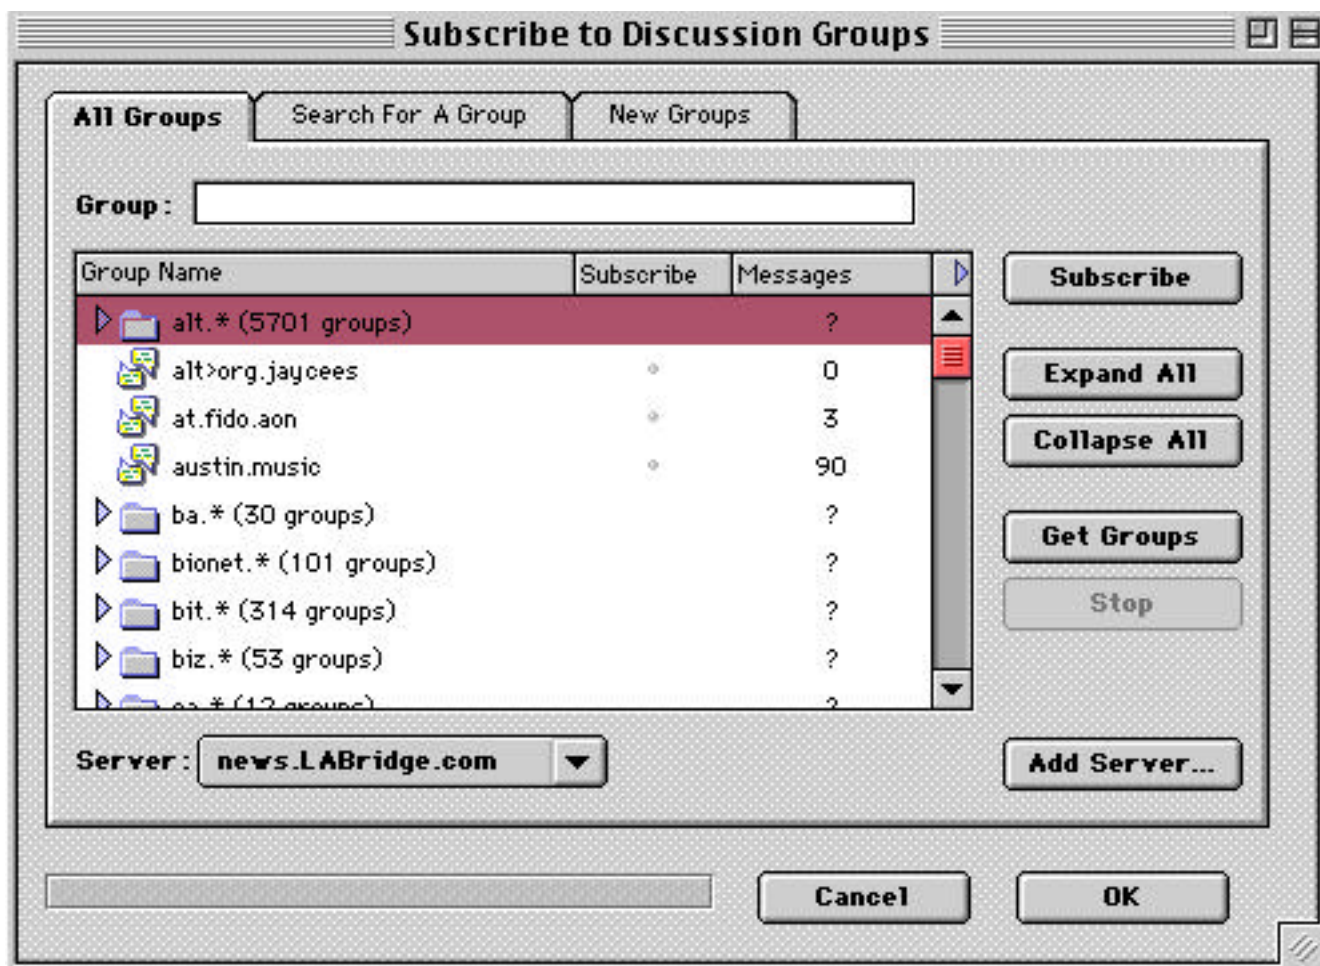 Subscribe to Discussion Groups
All Groups Search For A Group New Groups
Group:
Group Name Subscribe Messages
Subscribe
alt.* (5701 groups) ?
alt>org.jaycees 0
Expand All
at.fido.aon 3
Collapse All
austin.music 90
ba.* (30 groups) ?
Get Groups
bionet.* (101 groups) ?
bit.* (314 groups) ?
Stop
biz.* (53 groups) ?
(12 groups) ?
Server: news.LABridge.com
Add Server...
Cancel OK